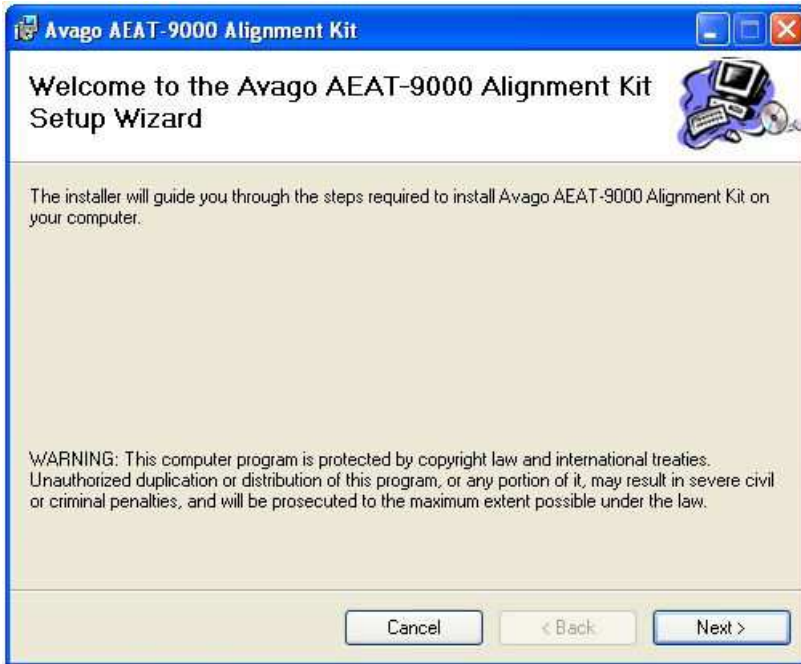 Avago AEAT-9000 Alignment Kit
Welcome to the Avago AEAT-9000 Alignment Kit
Setup Wizard
The installer will guide you through the steps required to install Avago AEAT-9000 Alignment Kit on
your computer.
WARNING: This computer program is protected by copyright law and international treaties.
Unauthorized duplication or distribution of this program, or any portion of it, may result in severe civil
or criminal penalties, and will be prosecuted to the maximum extent possible under the law.
Cancel < Back Next >